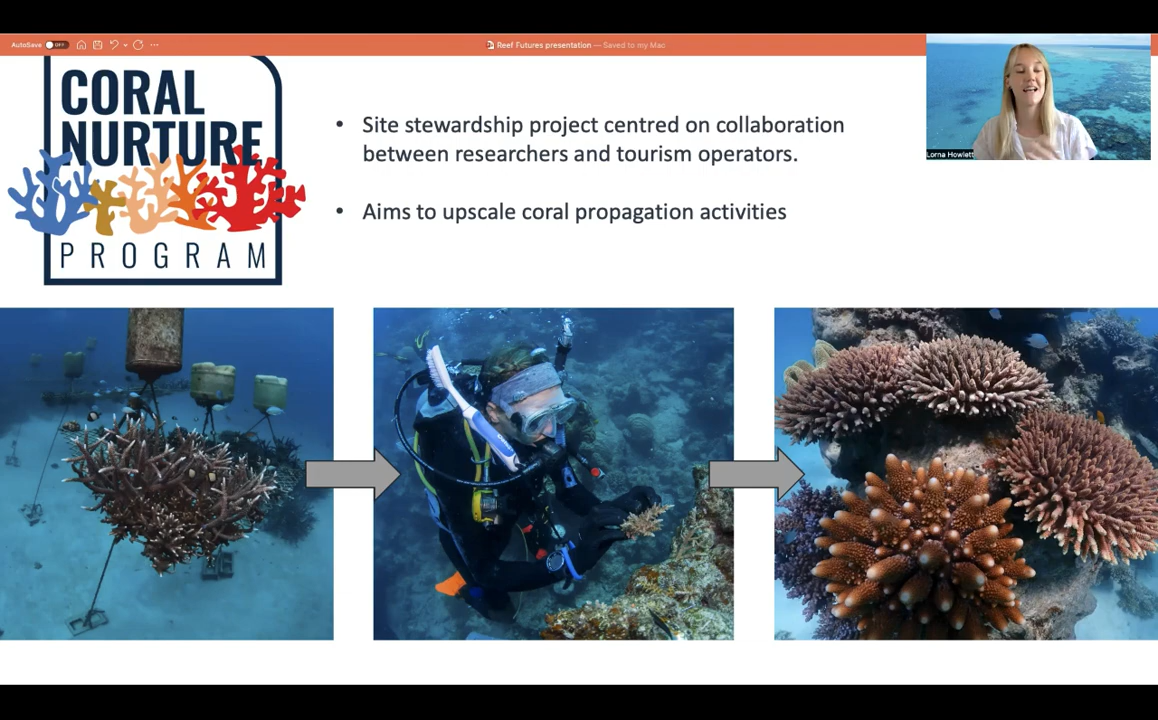 AutoSave OFF
Reef Futures presentation — Saved to my Mac
CORAL
NURTURE
PROGRAM
• Site stewardship project centred on collaboration
between researchers and tourism operators.
• Aims to upscale coral propagation activities
Lorna Howlett